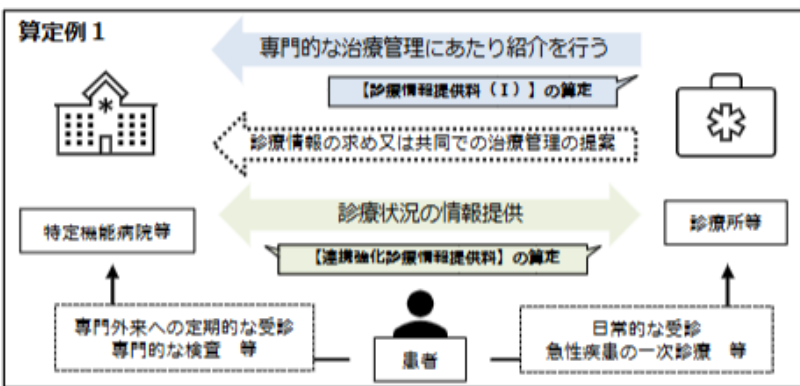 算定例1
専門的な治療管理にあたり紹介を行う
【診療情報提供料（Ⅰ）】の算定
診療情報の求め又は共同での治療管理の提案
診療状況の情報提供
特定機能病院等
診療所等
【連携強化診療情報提供料】の算定
専門外来への定期的な受診
専門的な検査　等
患者
日常的な受診
急性疾患の一次診療　等